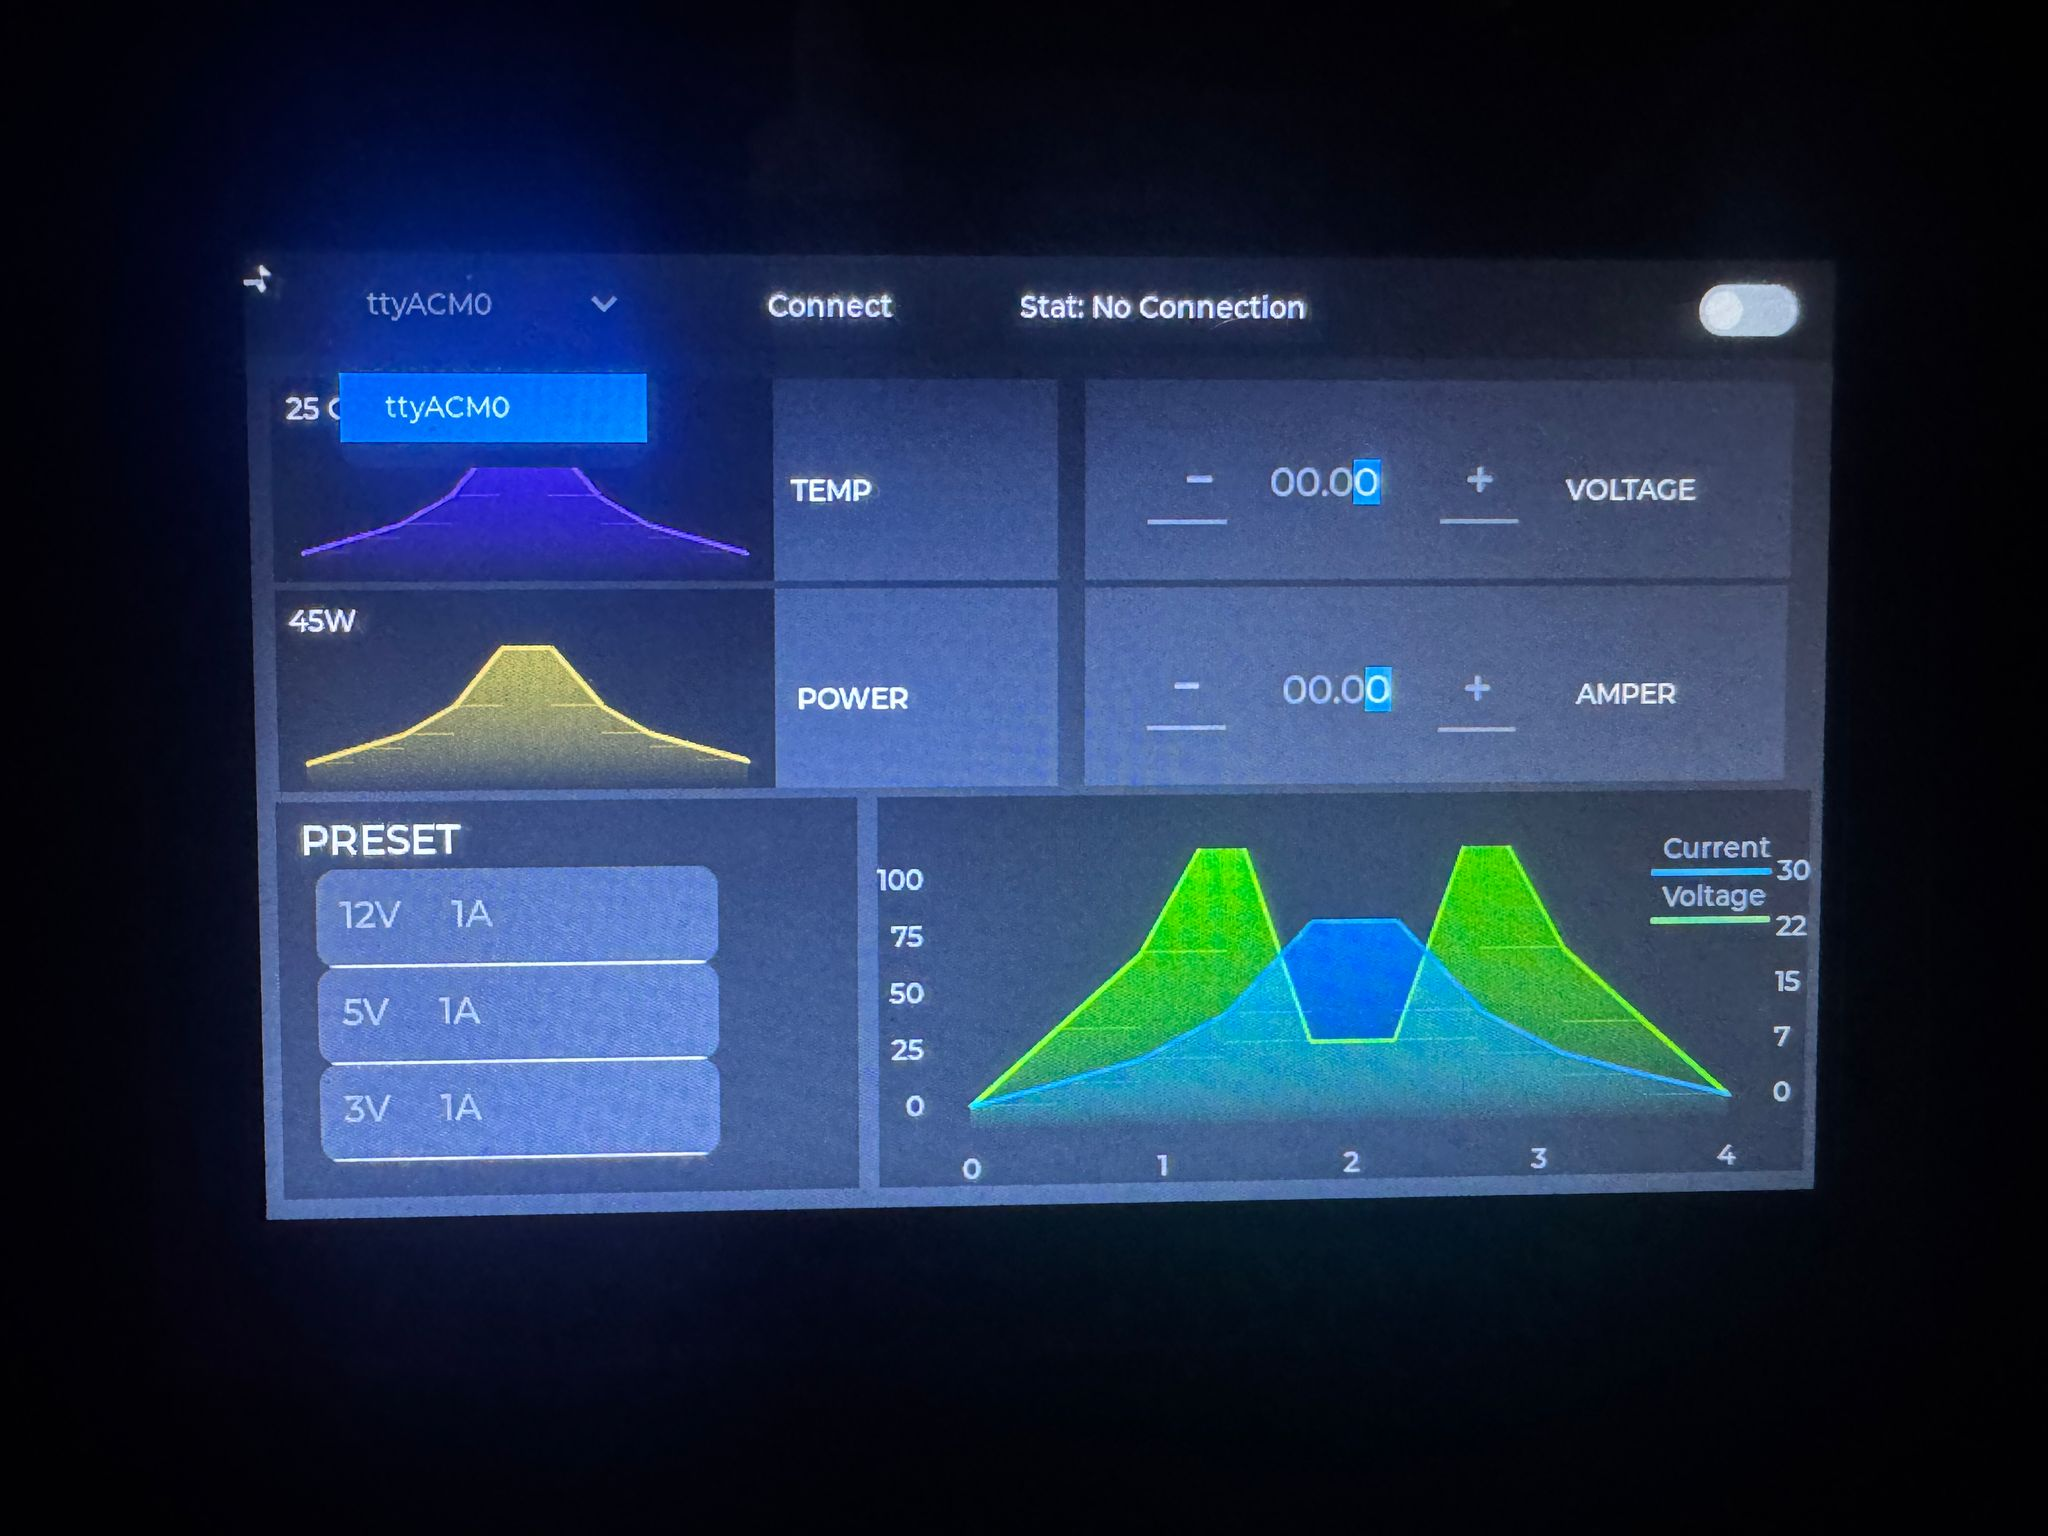 ttyACM0
Connect
Stat: No Connection
25
ttyACM0
TEMP
- 00.00 +
VOLTAGE
45W
POWER
- 00.00 +
AMPER
PRESET
12V 1A
5V 1A
3V 1A
100
75
50
25
0
Current
Voltage
30
22
15
7
0
0 1 2 3 4